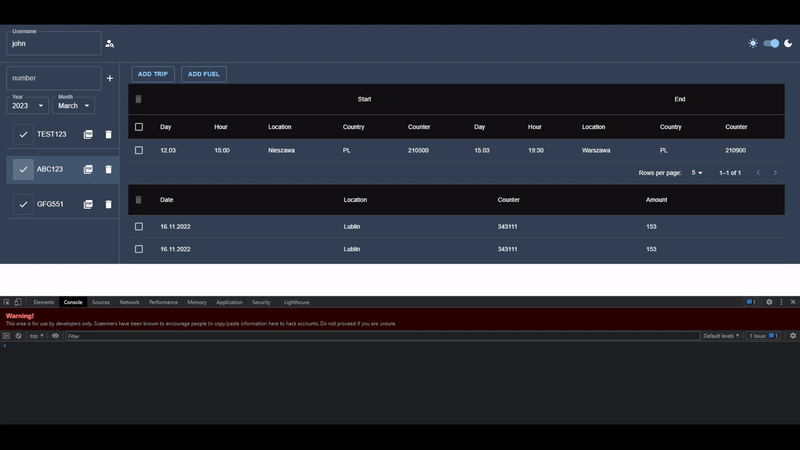 Username
john
number
Year
Month
2023
March
TEST123
ABC123
GFG551
ADD TRIP
ADD FUEL
Start
End
Day Hour Location Country Counter Day Hour Location Country Counter
12.03 15:00 Nieszawa PL 210500 15.03 19:30 Warszawa PL 210900
Rows per page: 5 1–1 of 1
Date Location Counter Amount
16.11.2022 Lublin 343111 153
16.11.2022 Lublin 343111 153
Elements Console Sources Network Performance Memory Application Security Lighthouse 1
Warning!
This area is for use by developers only. Scammers have been known to encourage people to copy/paste information here to hack accounts. Do not proceed if you are unsure.
top Filter Default levels 1 Issue: 1